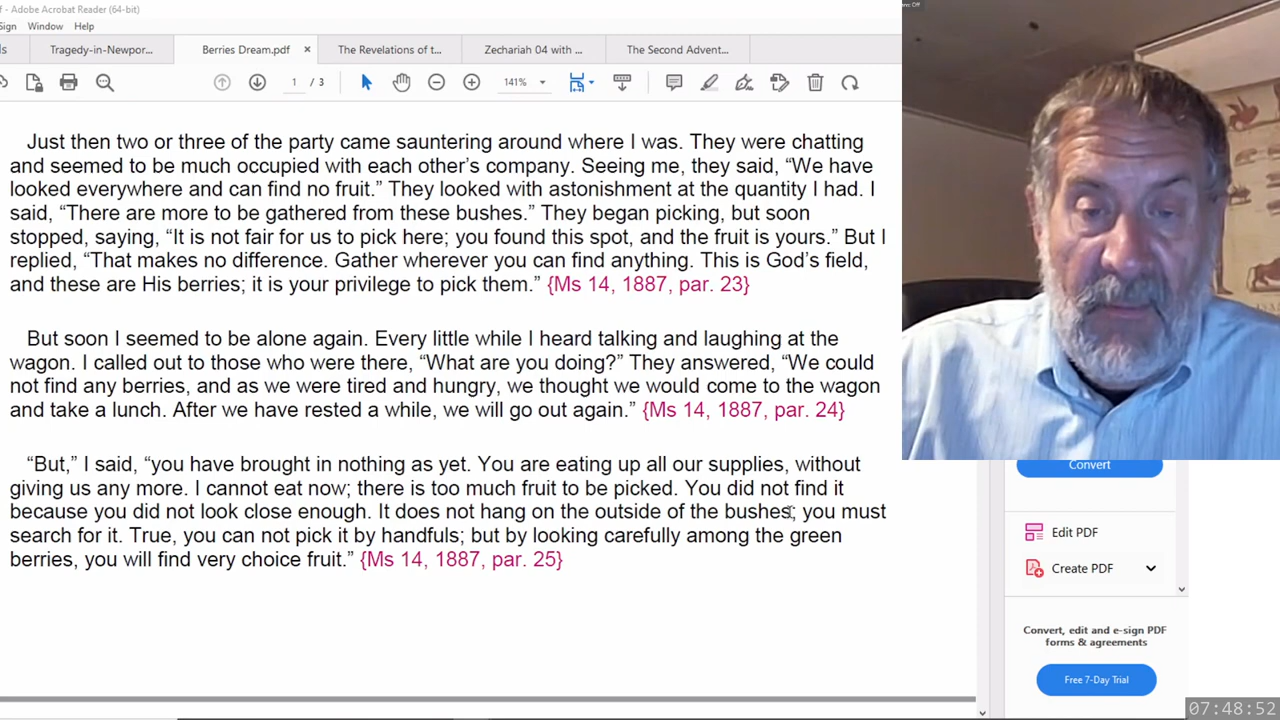 f - Adobe Acrobat Reader (64-bit)
Sign Window Help
ls Tragedy-in-Newpor... Berries Dream.pdf × The Revelations of t... Zechariah 04 with ... The Second Advent...
1 / 3 141%
Just then two or three of the party came sauntering around where I was. They were chatting
and seemed to be much occupied with each other’s company. Seeing me, they said, “We have
looked everywhere and can find no fruit.” They looked with astonishment at the quantity I had. I
said, “There are more to be gathered from these bushes.” They began picking, but soon
stopped, saying, “It is not fair for us to pick here; you found this spot, and the fruit is yours.” But I
replied, “That makes no difference. Gather wherever you can find anything. This is God’s field,
and these are His berries; it is your privilege to pick them.” {Ms 14, 1887, par. 23}
But soon I seemed to be alone again. Every little while I heard talking and laughing at the
wagon. I called out to those who were there, “What are you doing?” They answered, “We could
not find any berries, and as we were tired and hungry, we thought we would come to the wagon
and take a lunch. After we have rested a while, we will go out again.” {Ms 14, 1887, par. 24}
“But,” I said, “you have brought in nothing as yet. You are eating up all our supplies, without
giving us any more. I cannot eat now; there is too much fruit to be picked. You did not find it
because you did not look close enough. It does not hang on the outside of the bushes; you must
search for it. True, you can not pick it by handfuls; but by looking carefully among the green
berries, you will find very choice fruit.” {Ms 14, 1887, par. 25}
Convert
Edit PDF
Create PDF
Convert, edit and e-sign PDF
forms & agreements
Free 7-Day Trial
07:48:52